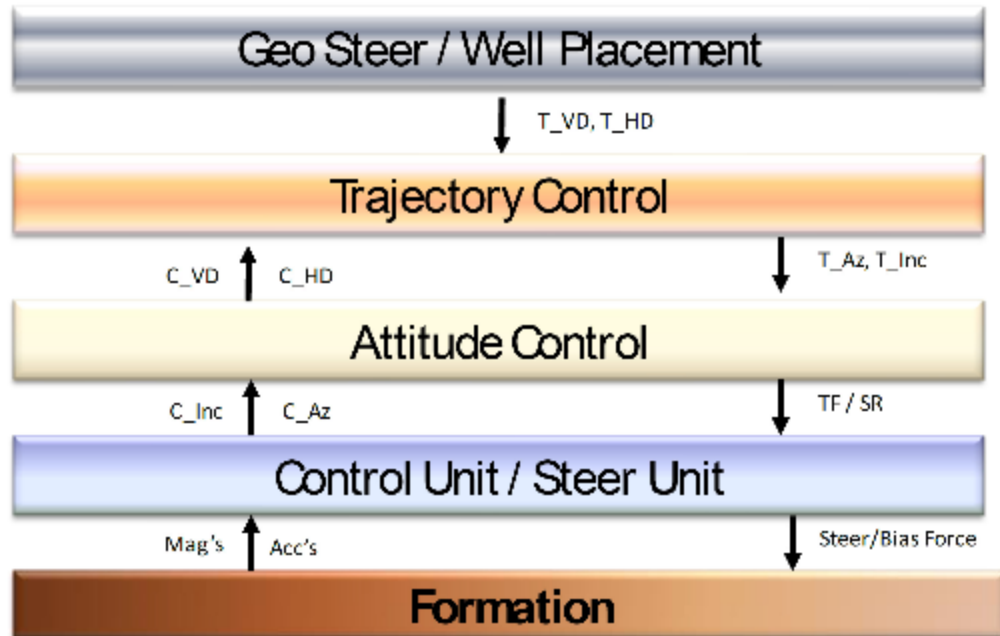 Geo Steer / Well Placement
T_VD, T_HD
Trajectory Control
C_VD C_HD
T_Az, T_Inc
Attitude Control
C_Inc C_Az
TF / SR
Control Unit / Steer Unit
Mag's Acc's
Steer/Bias Force
Formation